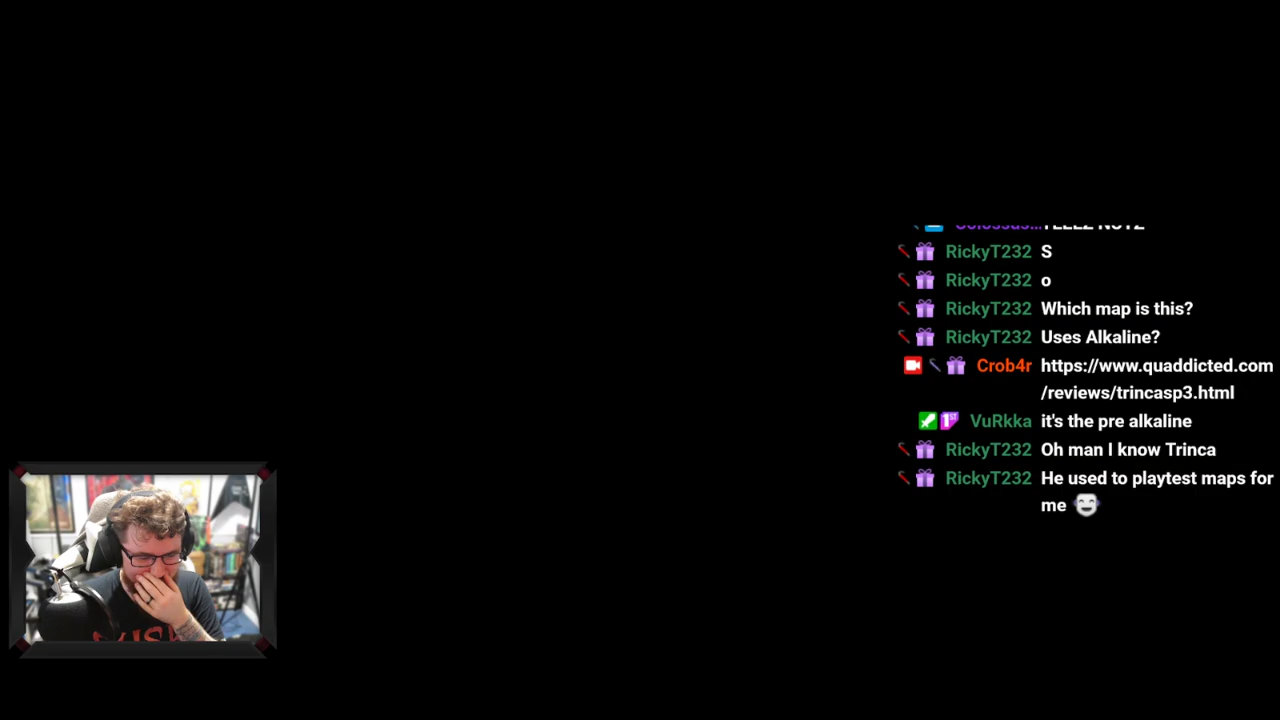 RickyT232 S
RickyT232 o
RickyT232 Which map is this?
RickyT232 Uses Alkaline?
Crob4r https://www.quaddicted.com
/reviews/trincasp3.html
VuRkka it's the pre alkaline
RickyT232 Oh man I know Trinca
RickyT232 He used to playtest maps for
me